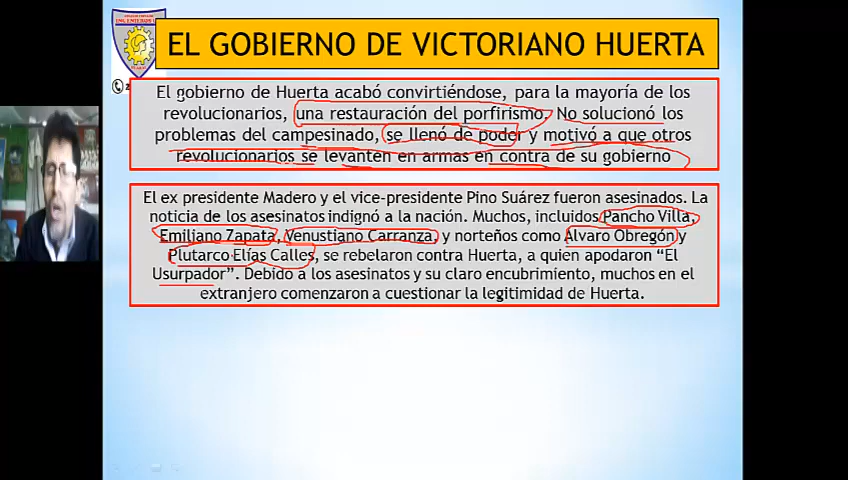 EL GOBIERNO DE VICTORIANO HUERTA
El gobierno de Huerta acabó convirtiéndose, para la mayoría de los
revolucionarios, una restauración del porfirismo. No solucionó los
problemas del campesinado, se llenó de poder y motivó a que otros
revolucionarios se levanten en armas en contra de su gobierno
El ex presidente Madero y el vice-presidente Pino Suárez fueron asesinados. La
noticia de los asesinatos indignó a la nación. Muchos, incluidos Pancho Villa,
Emiliano Zapata, Venustiano Carranza, y norteños como Álvaro Obregón y
Plutarco Elías Calles, se rebelaron contra Huerta, a quien apodaron “El
Usurpador”. Debido a los asesinatos y su claro encubrimiento, muchos en el
extranjero comenzaron a cuestionar la legitimidad de Huerta.